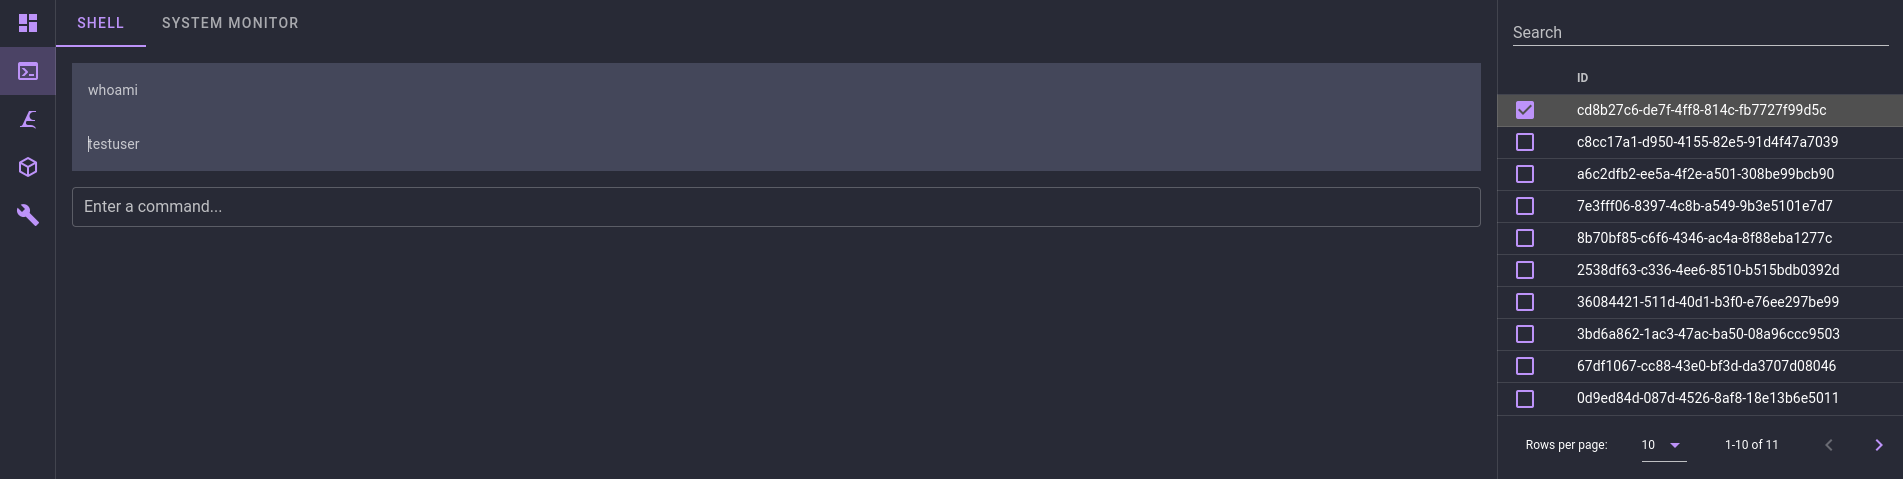 SHELL SYSTEM MONITOR
whoami
testuser
Enter a command...
Search
ID
cd8b27c6-de7f-4ff8-814c-fb7727f99d5c
c8cc17a1-d950-4155-82e5-91d4f47a7039
a6c2dfb2-ee5a-4f2e-a501-308be99bcb90
7e3fff06-8397-4c8b-a549-9b3e5101e7d7
8b70bf85-c6f6-4346-ac4a-8f88eba1277c
2538df63-c336-4ee6-8510-b515bdb0392d
36084421-511d-40d1-b3f0-e76ee297be99
3bd6a862-1ac3-47ac-ba50-08a96ccc9503
67df1067-cc88-43e0-bf3d-da3707d08046
0d9ed84d-087d-4526-8af8-18e13b6e5011
Rows per page: 10 1-10 of 11